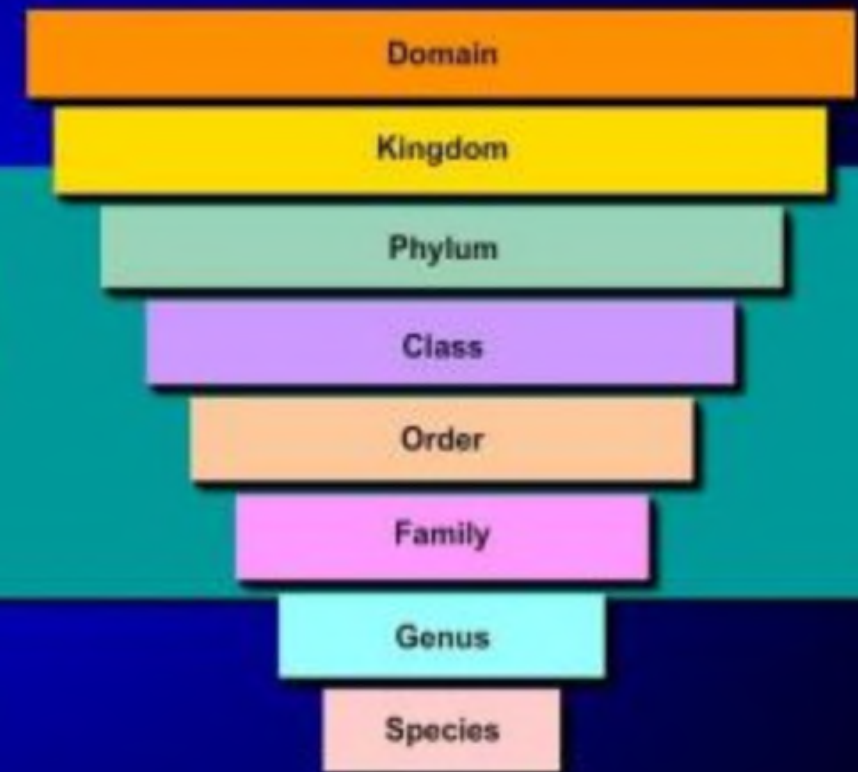 Domain
Kingdom
Phylum
Class
Order
Family
Genus
Species